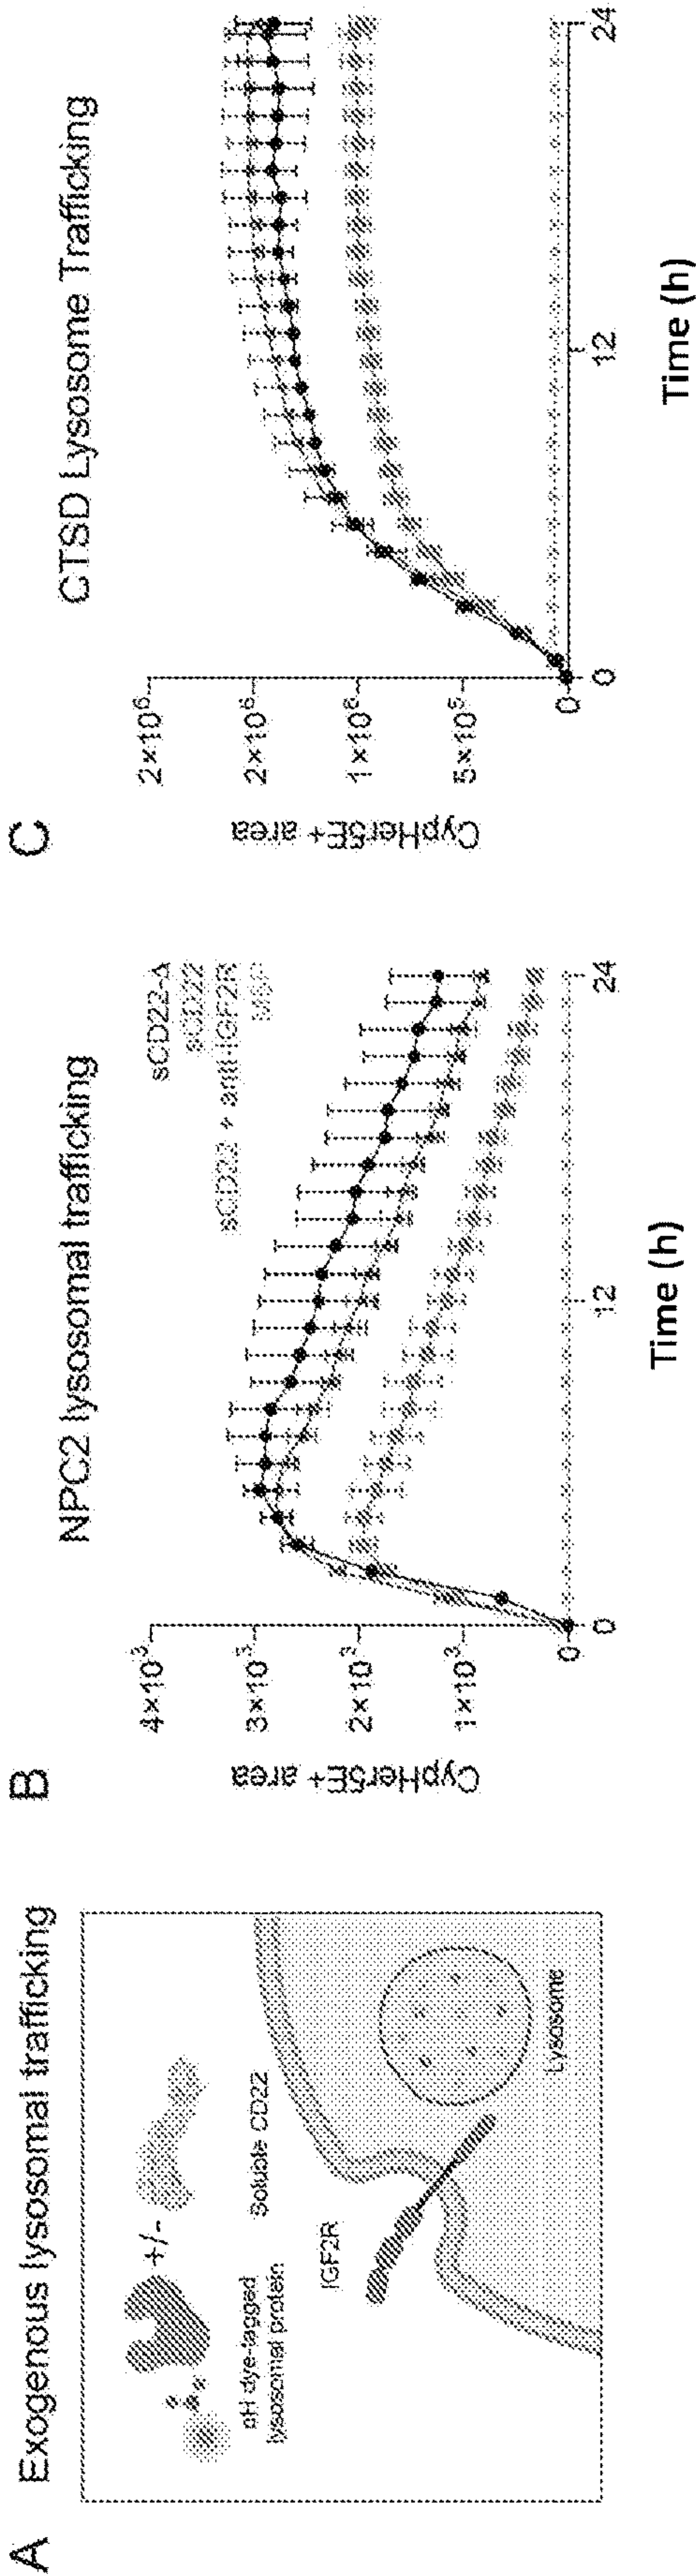 A
Exogenous lysosomal trafficking
+/-
pH dye-tagged
lysosomal protein
Soluble CD22
IGF2R
Lysosome
B
NPC2 lysosomal trafficking
CypHer5E+ area
4×10³
3×10³
2×10³
1×10³
0
sCD22-Δ
sCD22
sCD22 + anti-IGF2R
0
12
24
Time (h)
C
CTSD Lysosome Trafficking
CypHer5E+ area
2×10⁶
2×10⁶
1×10⁶
5×10⁵
0
0
12
24
Time (h)